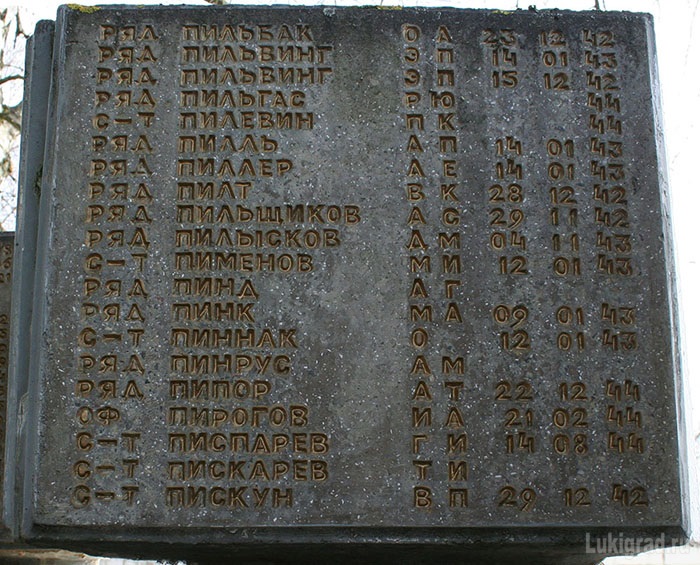 РЯД ПИЛЬБАК О А 23 12 42
РЯД ПИЛЬВИНГ Э П 14 01 43
РЯД ПИЛЬВИНГ Э П 15 12 42
РЯД ПИЛЬГАС Р Ю 44
С-Т ПИЛЕВИН П К 44
РЯД ПИЛЛЬ А П 14 01 43
РЯД ПИЛЛЕР А Е 14 01 43
РЯД ПИЛТ В К 28 12 42
РЯД ПИЛЬЩИКОВ А С 29 11 42
РЯД ПИЛЫСКОВ Д М 04 11 43
С-Т ПИМЕНОВ М И 12 01 43
РЯД ПИНД А Г
РЯД ПИНК М А 09 01 43
С-Т ПИННАК О 12 01 43
РЯД ПИНРУС А М
РЯД ПИПОР А Т 22 12 44
ОФ ПИРОГОВ И А 21 02 44
С-Т ПИСПАРЕВ Г И 14 08 44
С-Т ПИСКАРЕВ Т И
С-Т ПИСКУН В П 29 12 42
Lukigrad.ru